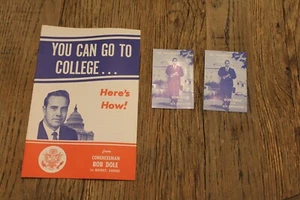 YOU CAN GO TO
COLLEGE...
Here's
How!
from
CONGRESSMAN
BOB DOLE